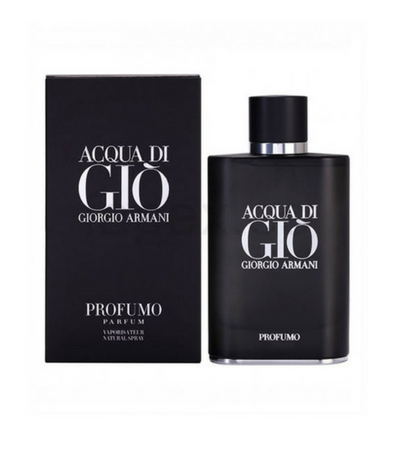 ACQUA DI
GIÒ
GIORGIO ARMANI
PROFUMO
PARFUM
VAPORISATEUR
NATURAL SPRAY
ACQUA DI
GIÒ
GIORGIO ARMANI
PROFUMO